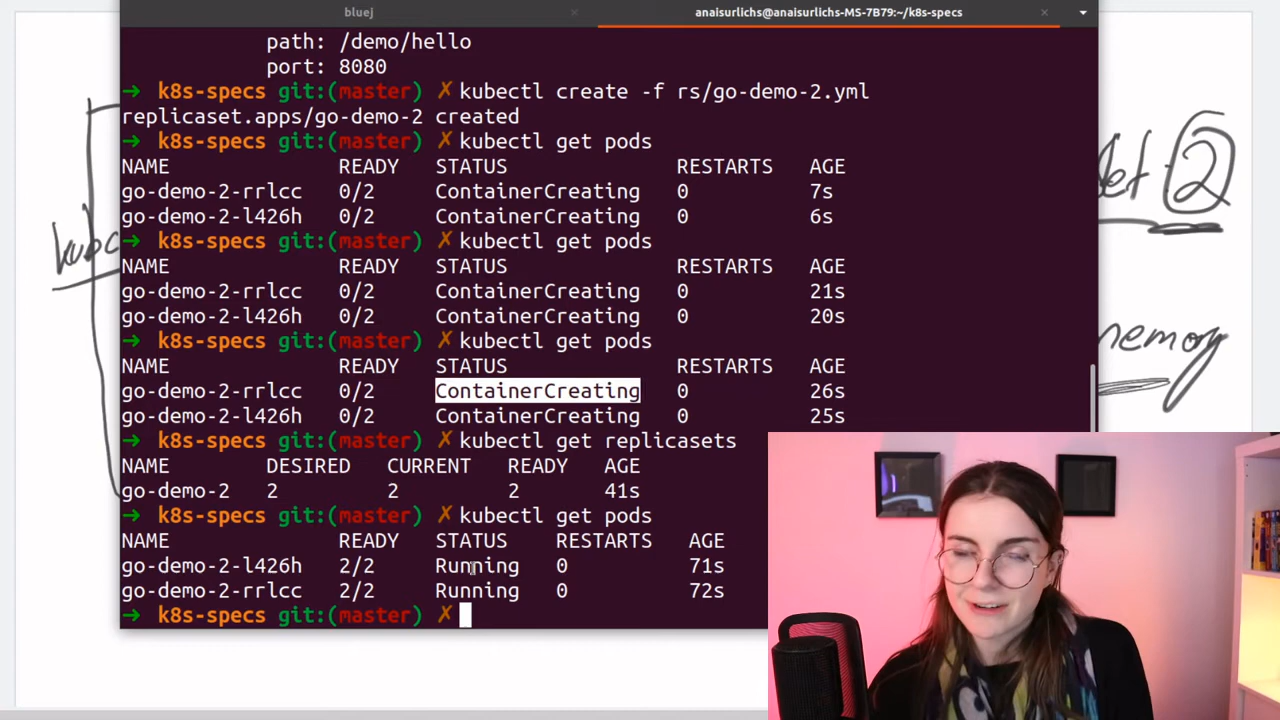 bluej
anaisurlichs@anaisurlichs-MS-7B79:~/k8s-specs
path: /demo/hello
port: 8080
➜ k8s-specs git:(master) ✗ kubectl create -f rs/go-demo-2.yml
replicaset.apps/go-demo-2 created
➜ k8s-specs git:(master) ✗ kubectl get pods
NAME READY STATUS RESTARTS AGE
go-demo-2-rrlcc 0/2 ContainerCreating 0 7s
go-demo-2-l426h 0/2 ContainerCreating 0 6s
➜ k8s-specs git:(master) ✗ kubectl get pods
NAME READY STATUS RESTARTS AGE
go-demo-2-rrlcc 0/2 ContainerCreating 0 21s
go-demo-2-l426h 0/2 ContainerCreating 0 20s
➜ k8s-specs git:(master) ✗ kubectl get pods
NAME READY STATUS RESTARTS AGE
go-demo-2-rrlcc 0/2 ContainerCreating 0 26s
go-demo-2-l426h 0/2 ContainerCreating 0 25s
➜ k8s-specs git:(master) ✗ kubectl get replicasets
NAME DESIRED CURRENT READY AGE
go-demo-2 2 2 2 41s
➜ k8s-specs git:(master) ✗ kubectl get pods
NAME READY STATUS RESTARTS AGE
go-demo-2-l426h 2/2 Running 0 71s
go-demo-2-rrlcc 2/2 Running 0 72s
➜ k8s-specs git:(master) ✗
2